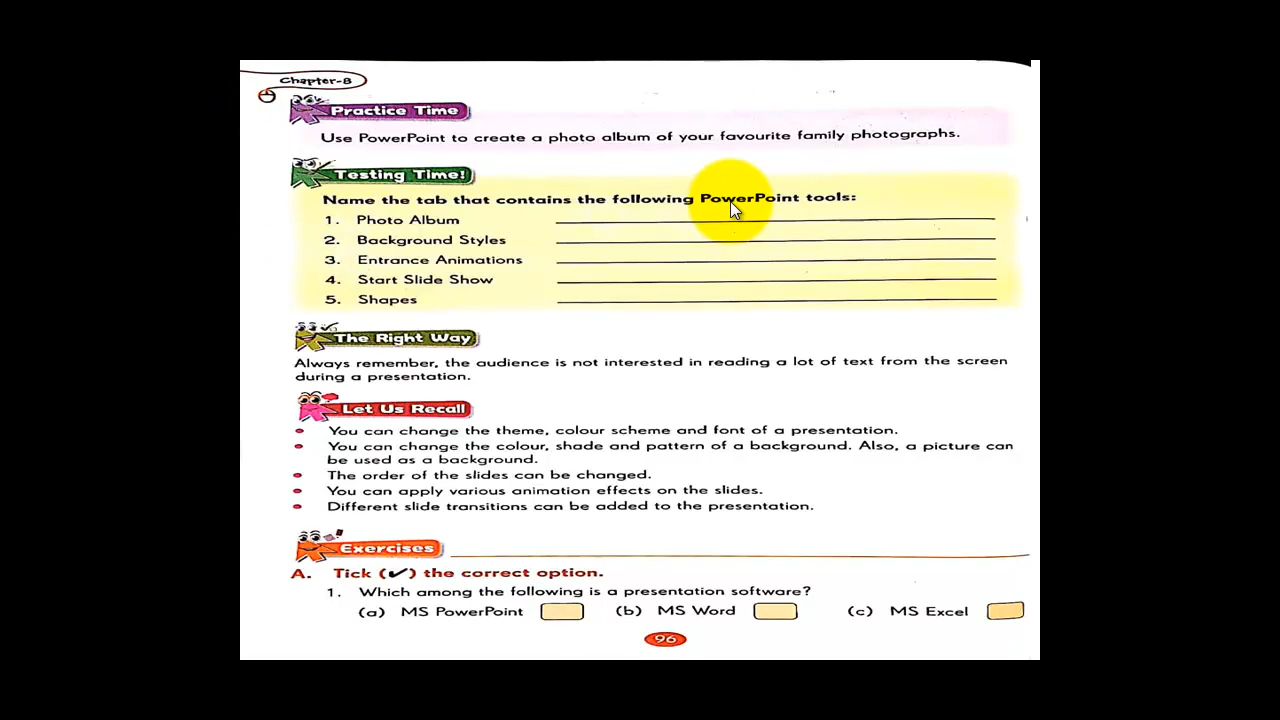 Chapter-8
Practice Time
Use PowerPoint to create a photo album of your favourite family photographs.
Testing Time!
Name the tab that contains the following PowerPoint tools:
1. Photo Album
2. Background Styles
3. Entrance Animations
4. Start Slide Show
5. Shapes
The Right Way
Always remember, the audience is not interested in reading a lot of text from the screen
during a presentation.
Let Us Recall
• You can change the theme, colour scheme and font of a presentation.
• You can change the colour, shade and pattern of a background. Also, a picture can
be used as a background.
• The order of the slides can be changed.
• You can apply various animation effects on the slides.
• Different slide transitions can be added to the presentation.
Exercises
A. Tick (✔) the correct option.
1. Which among the following is a presentation software?
(a) MS PowerPoint (b) MS Word (c) MS Excel
96